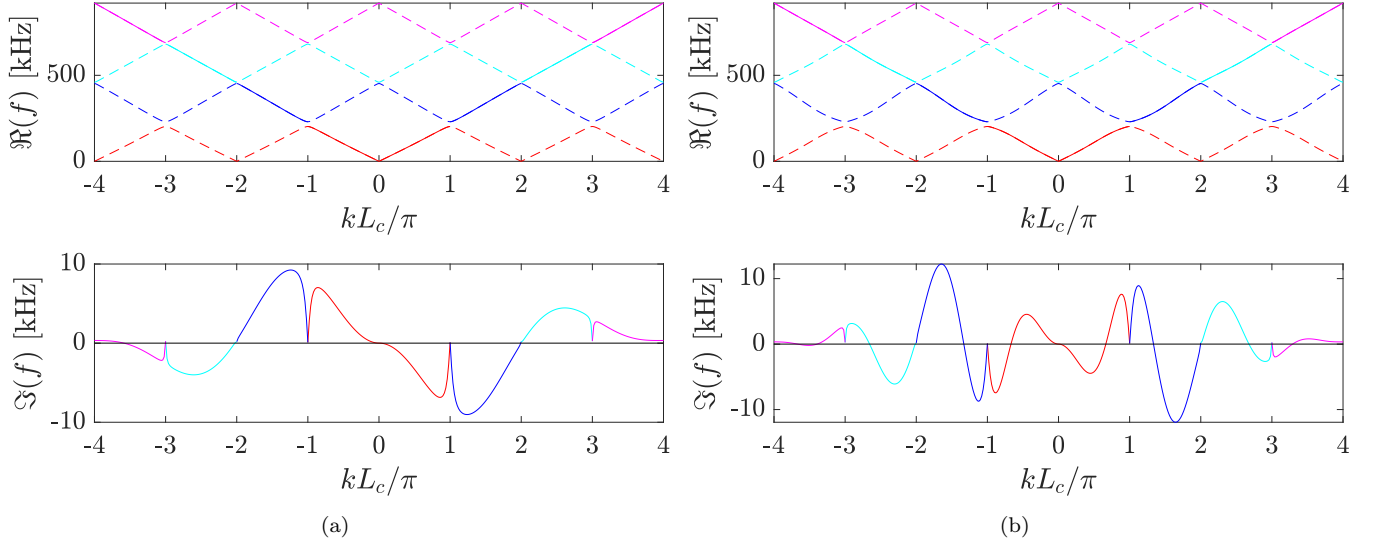 ℜ(f) [kHz]
500
0
-4 -3 -2 -1 0 1 2 3 4
kL_c/π
ℑ(f) [kHz]
10
0
-10
-4 -3 -2 -1 0 1 2 3 4
kL_c/π
(a)
ℜ(f) [kHz]
500
0
-4 -3 -2 -1 0 1 2 3 4
kL_c/π
ℑ(f) [kHz]
10
0
-10
-4 -3 -2 -1 0 1 2 3 4
kL_c/π
(b)